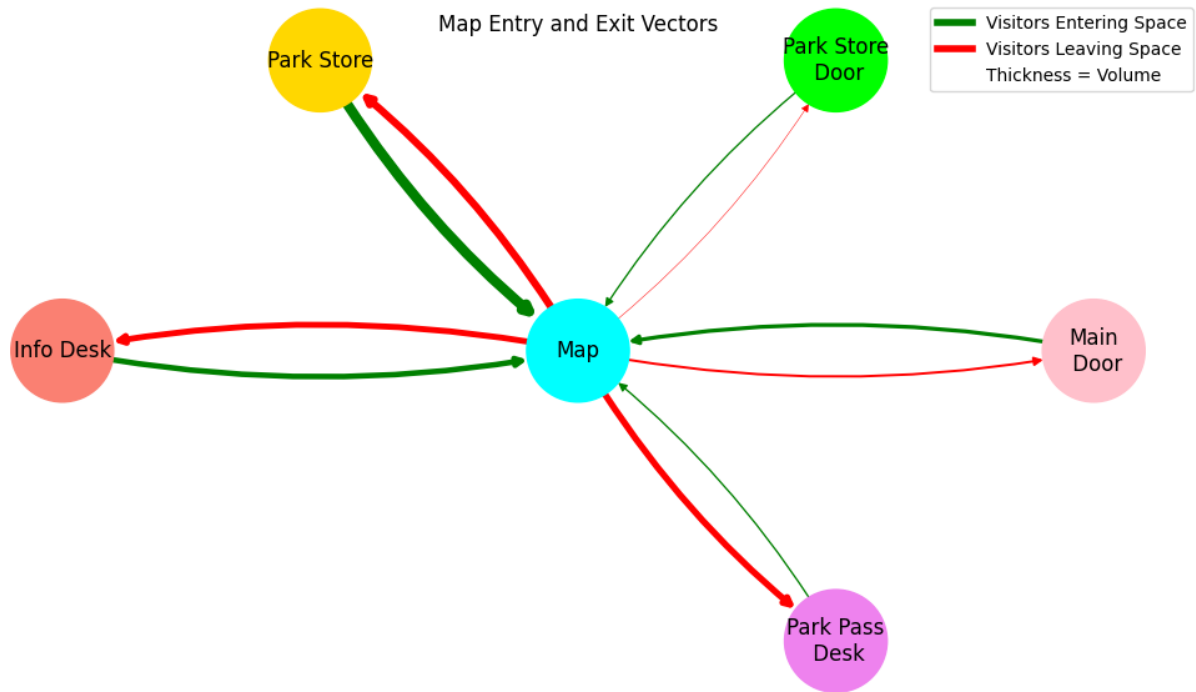 Map Entry and Exit Vectors
Visitors Entering Space
Visitors Leaving Space
Thickness = Volume
Park Store
Park Store
Door
Info Desk
Map
Main
Door
Park Pass
Desk